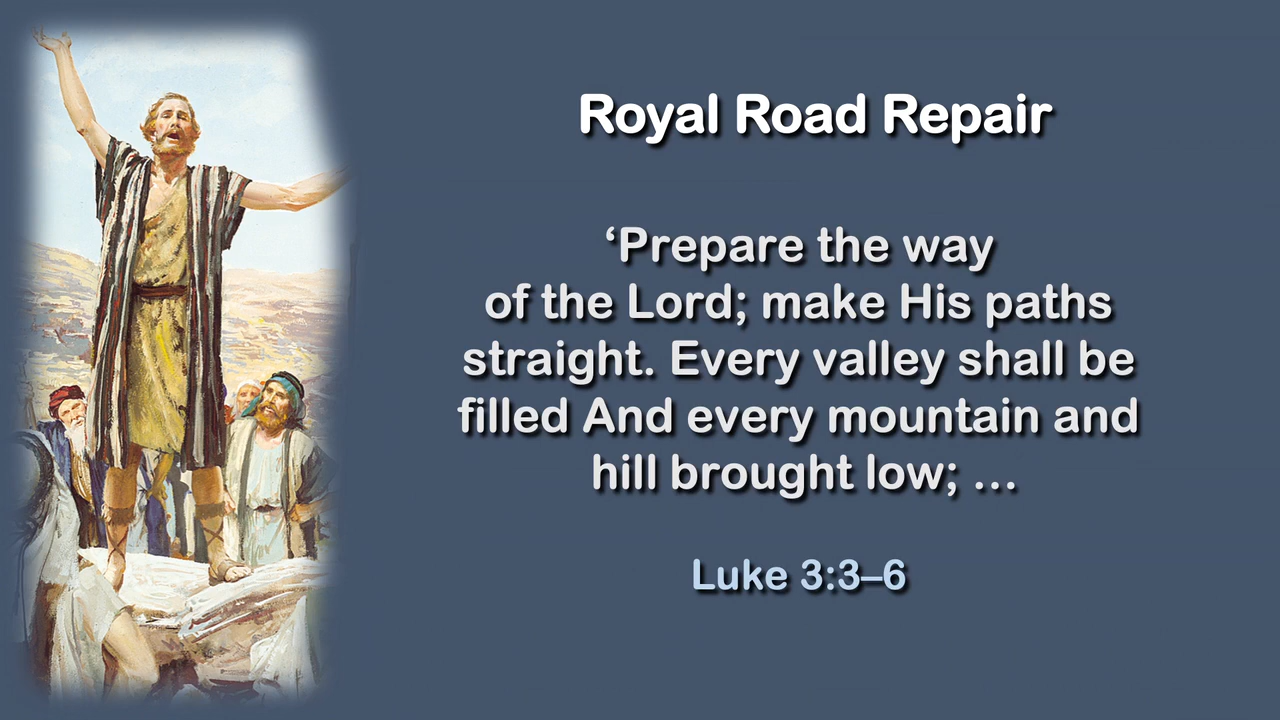 Royal Road Repair
‘Prepare the way
of the Lord; make His paths
straight. Every valley shall be
filled And every mountain and
hill brought low; …
Luke 3:3–6